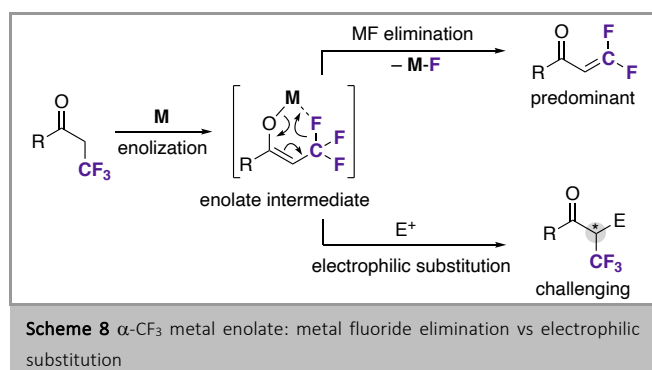 MF elimination
– M-F
O
R
F
C
F
predominant
O
R
CF₃
M
enolization
M
O
F
F
C
F
R
enolate intermediate
E⁺
electrophilic substitution
O
R
*
E
CF₃
challenging
Scheme 8 α-CF₃ metal enolate: metal fluoride elimination vs electrophilic
substitution